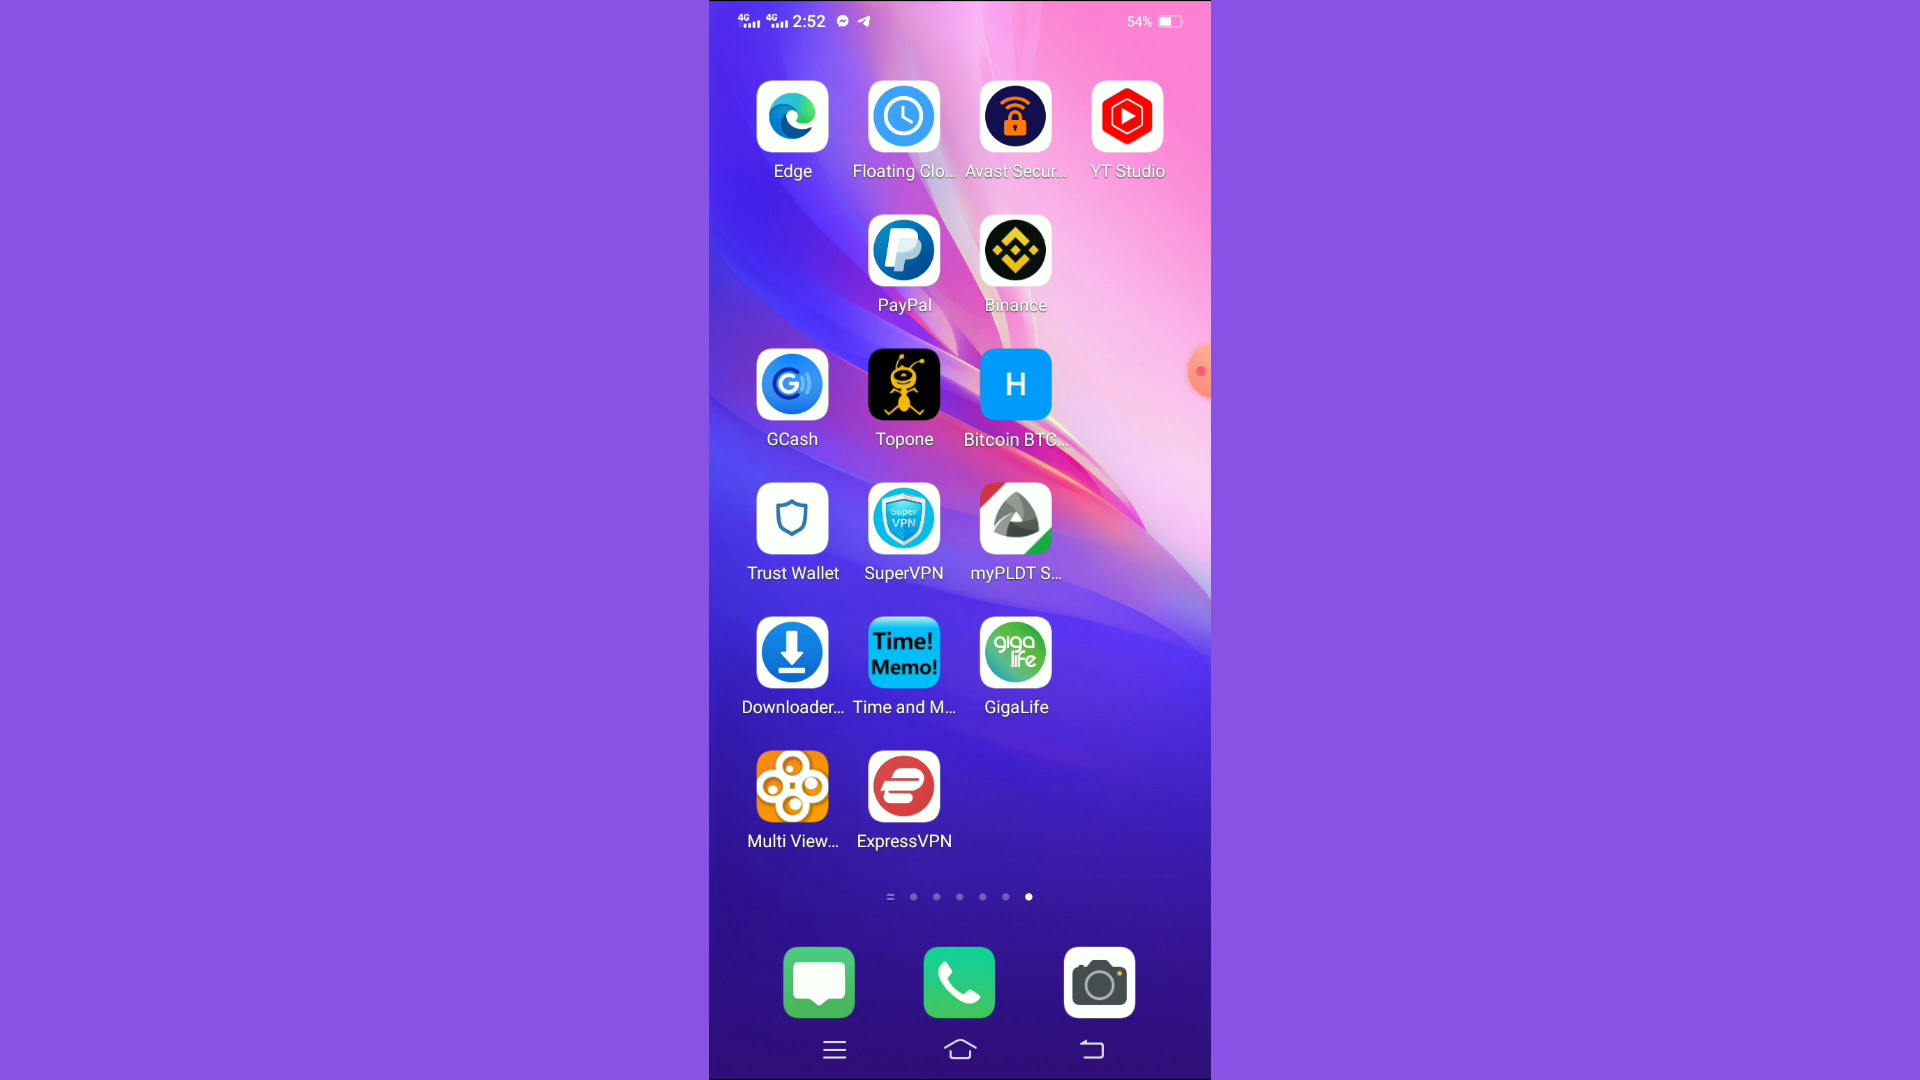 4G 4G 2:52 54%
Edge Floating Clo... Avast Secur... YT Studio
PayPal Binance
G H
GCash Topone Bitcoin BTC...
Super
VPN
Trust Wallet SuperVPN myPLDT S...
Time!
Memo!
giga
life
Downloader... Time and M... GigaLife
Multi View... ExpressVPN